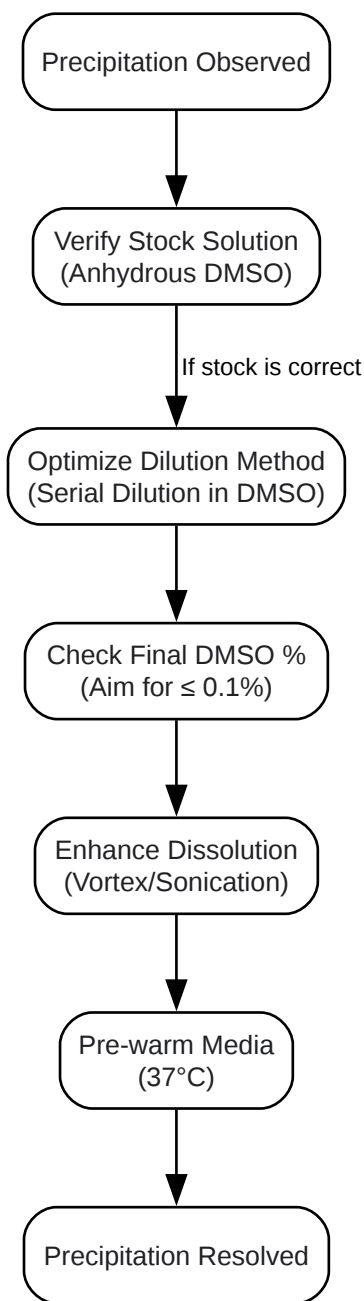 Precipitation Observed
Verify Stock Solution
(Anhydrous DMSO)
If stock is correct
Optimize Dilution Method
(Serial Dilution in DMSO)
Check Final DMSO %
(Aim for ≤ 0.1%)
Enhance Dissolution
(Vortex/Sonication)
Pre-warm Media
(37°C)
Precipitation Resolved